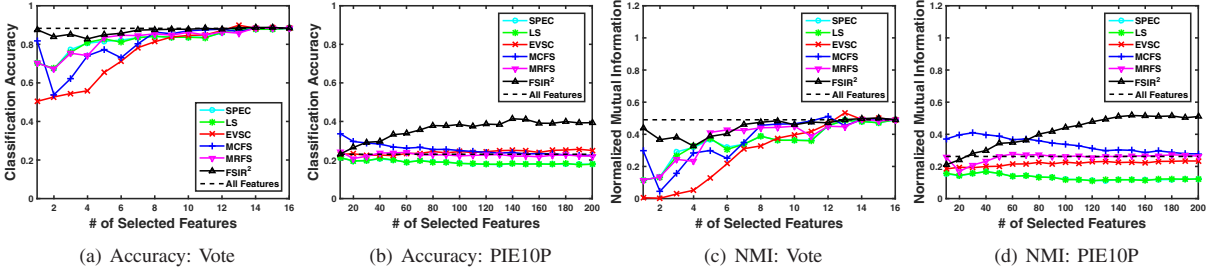 Classification Accuracy
1
0.8
0.6
0.4
0.2
0
2 4 6 8 10 12 14 16
# of Selected Features
SPEC
LS
EVSC
MCFS
MRFS
FSIR²
All Features
(a) Accuracy: Vote
Classification Accuracy
1
0.8
0.6
0.4
0.2
0
20 40 60 80 100 120 140 160 180 200
# of Selected Features
SPEC
LS
EVSC
MCFS
MRFS
FSIR²
All Features
(b) Accuracy: PIE10P
Normalized Mutual Information
1.2
0.9
0.6
0.4
0.2
0
2 4 6 8 10 12 14 16
# of Selected Features
SPEC
LS
EVSC
MCFS
MRFS
FSIR²
All Features
(c) NMI: Vote
Normalized Mutual Information
1.2
0.9
0.6
0.4
0.2
0
20 40 60 80 100 120 140 160 180 200
# of Selected Features
SPEC
LS
EVSC
MCFS
MRFS
FSIR²
All Features
(d) NMI: PIE10P